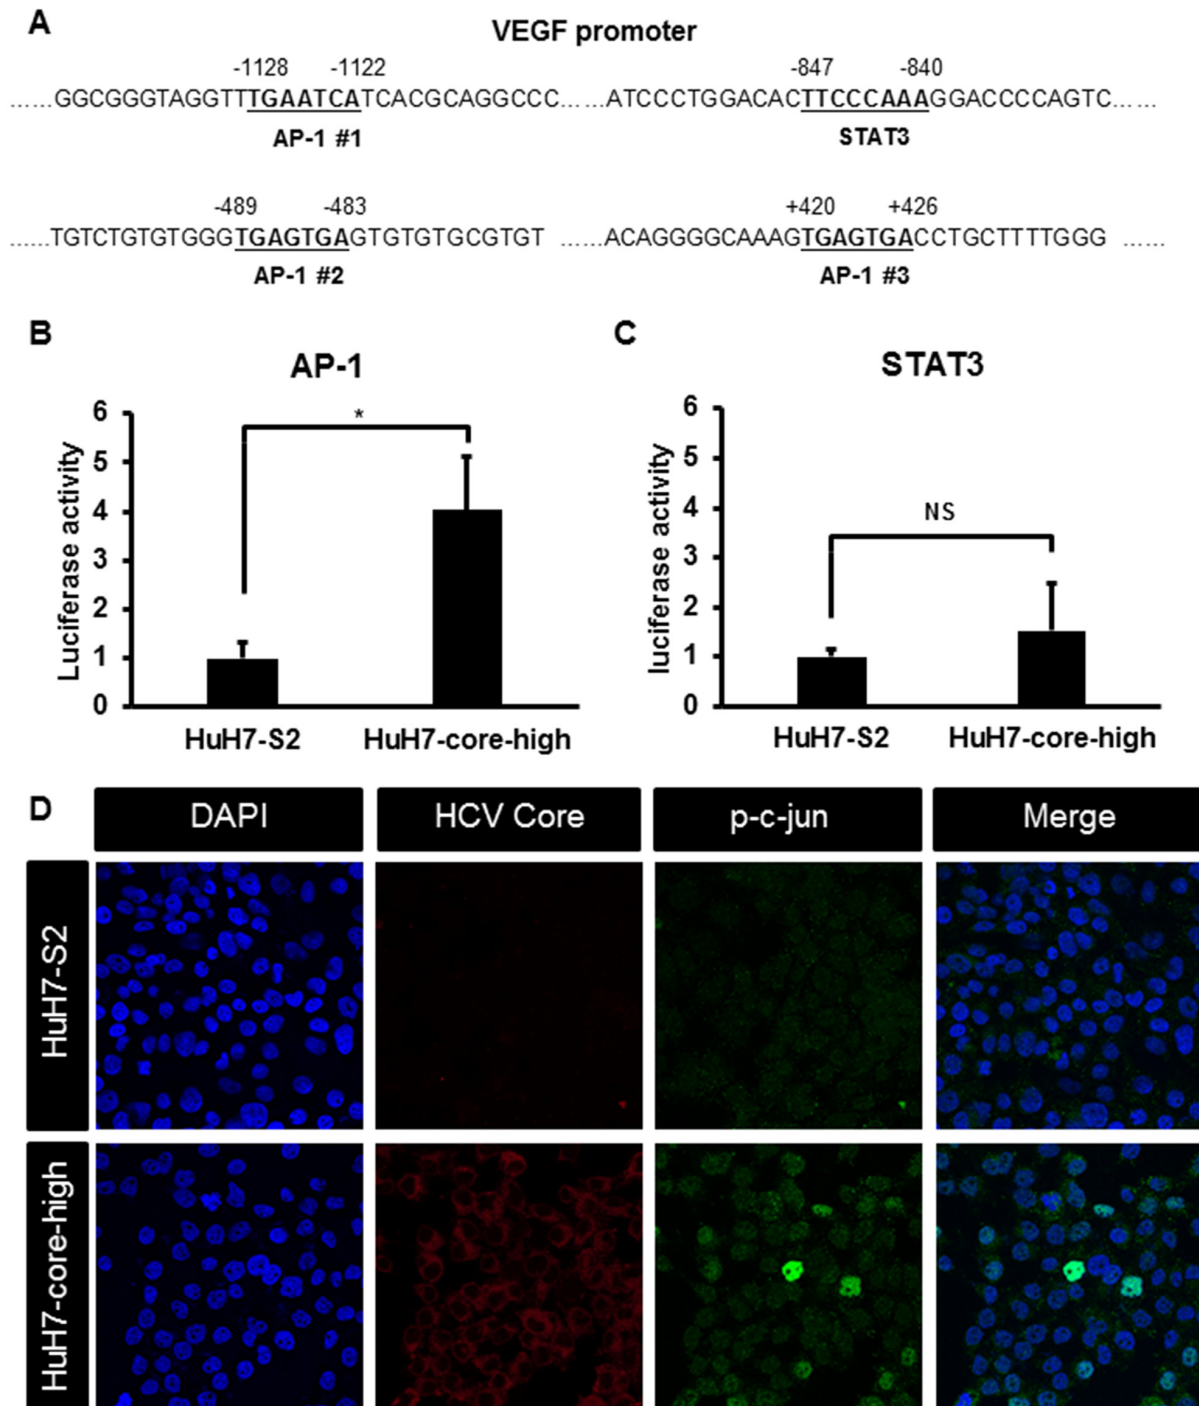 A
VEGF promoter
-1128 -1122 -847 -840
......GGCGGGTAGGTTTGAATCATCACGCAGGCCC......ATCCCTGGACACTTCCCAAAGGACCCCAGTC......
AP-1 #1 STAT3
-489 -483 +420 +426
......TGTCTGTGTGGGTGAGTGAGTGTGTGCGTGT ......ACAGGGGCAAAGTGAGTGACCTGCTTTTGGG ......
AP-1 #2 AP-1 #3
B
AP-1
Luciferase activity
6
5
4
3
2
1
0
*
HuH7-S2 HuH7-core-high
C
STAT3
luciferase activity
6
5
4
3
2
1
0
NS
HuH7-S2 HuH7-core-high
D
DAPI HCV Core p-c-jun Merge
HuH7-S2
HuH7-core-high